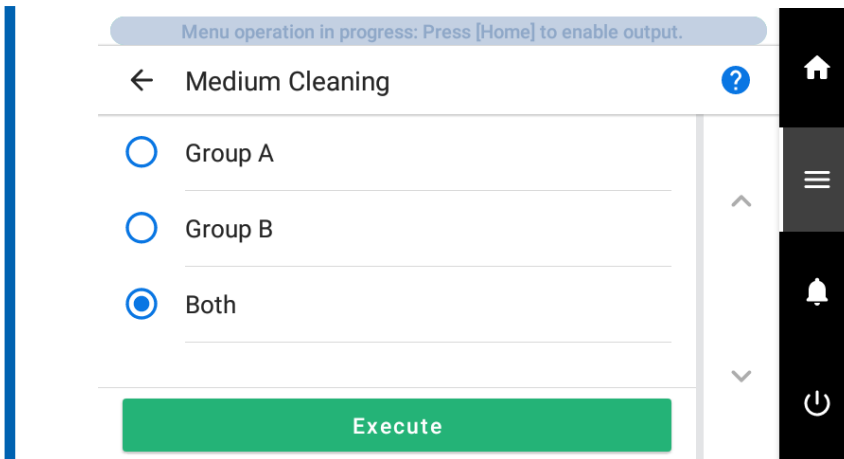 Menu operation in progress: Press [Home] to enable output.
Medium Cleaning
?
Group A
Group B
Both
Execute